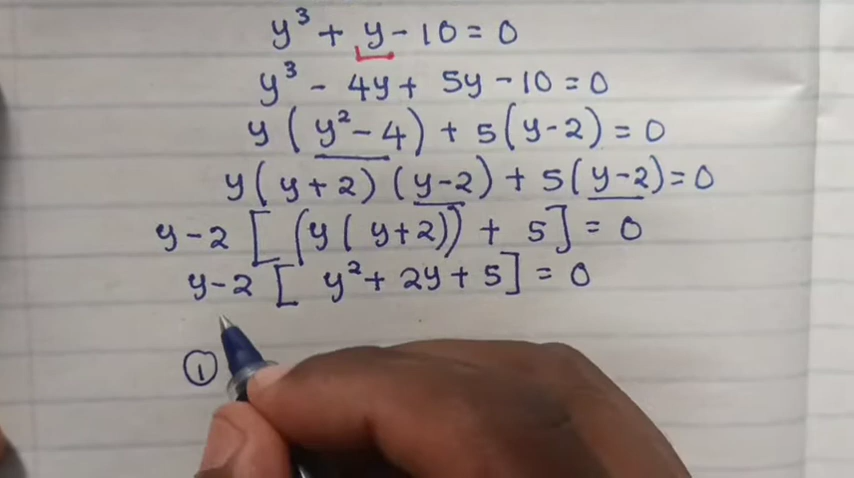 y³ + y - 10 = 0
y³ - 4y + 5y - 10 = 0
y ( y² - 4 ) + 5 ( y - 2 ) = 0
y ( y + 2 ) ( y - 2 ) + 5 ( y - 2 ) = 0
y - 2 [ ( y ( y + 2 ) ) + 5 ] = 0
y - 2 [ y² + 2y + 5 ] = 0
①